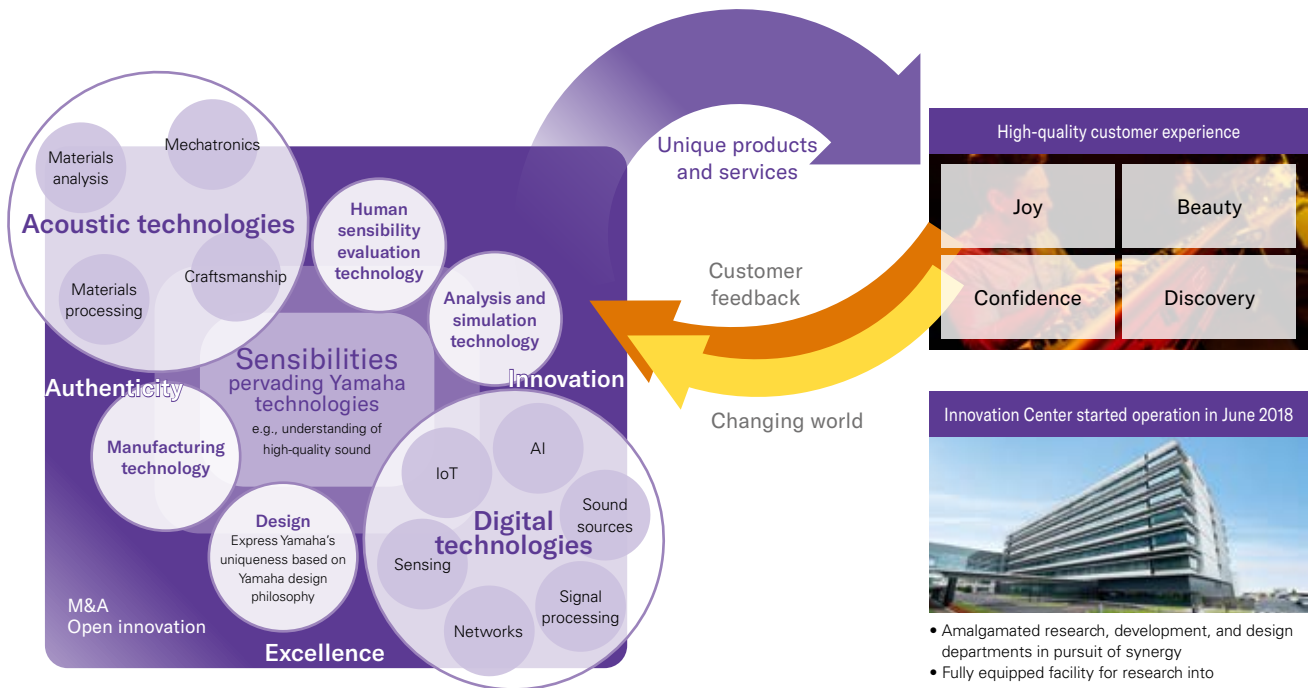 Materials
analysis
Mechatronics
Acoustic technologies
Materials
processing
Craftsmanship
Human
sensibility
evaluation
technology
Analysis and
simulation
technology
Sensibilities
pervading Yamaha
technologies
e.g., understanding of
high-quality sound
Authenticity
Innovation
Manufacturing
technology
Design
Express Yamaha's
uniqueness based on
Yamaha design
philosophy
IoT
AI
Sound
sources
Digital
technologies
Sensing
Signal
processing
Networks
M&A
Open innovation
Excellence
Unique products
and services
Customer
feedback
Changing world
High-quality customer experience
Joy
Beauty
Confidence
Discovery
Innovation Center started operation in June 2018
• Amalgamated research, development, and design
departments in pursuit of synergy
• Fully equipped facility for research into